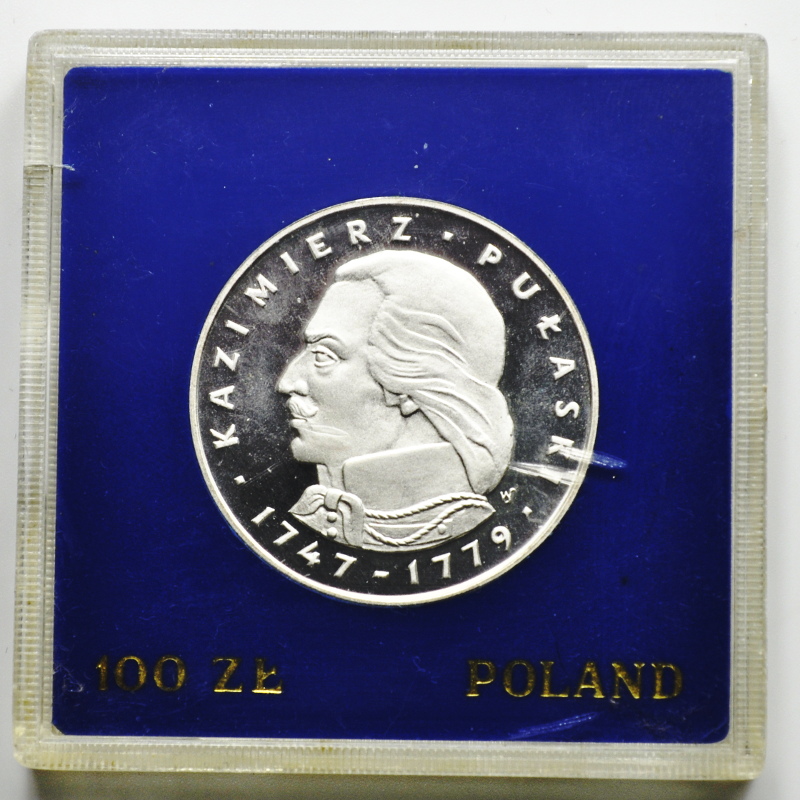 KAZIMIERZ · PUŁASKI
· 1747 - 1779 ·
W
100 ZŁ
POLAND